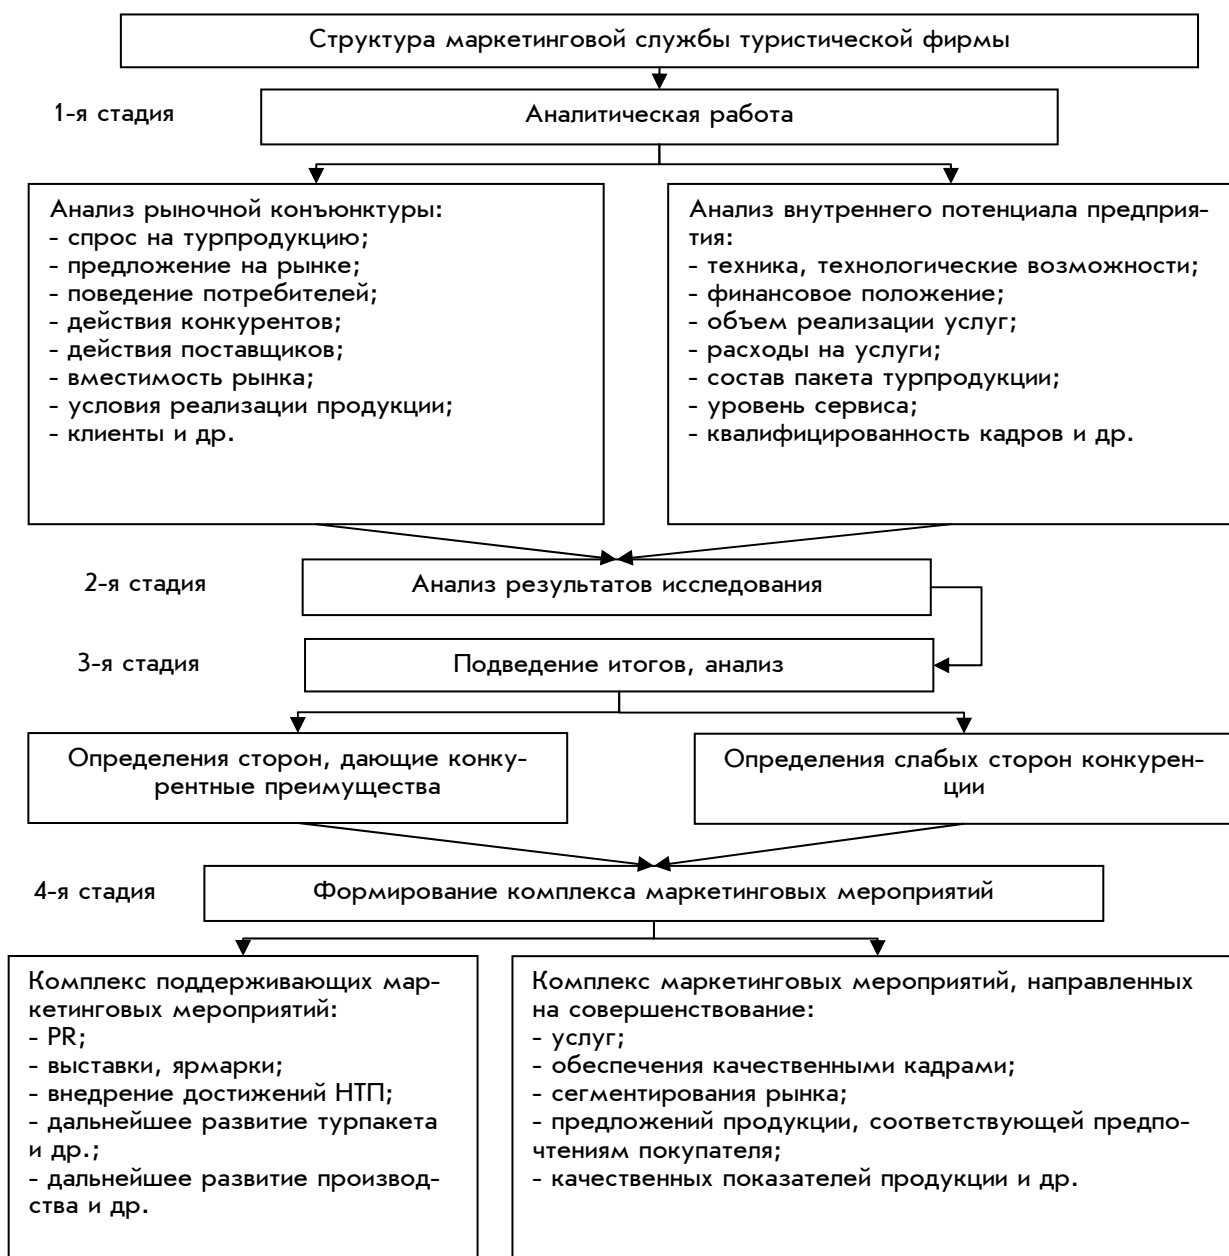 Структура маркетинговой службы туристической фирмы
1-я стадия
Аналитическая работа
Анализ рыночной конъюнктуры:
- спрос на турпродукцию;
- предложение на рынке;
- поведение потребителей;
- действия конкурентов;
- действия поставщиков;
- вместимость рынка;
- условия реализации продукции;
- клиенты и др.
Анализ внутреннего потенциала предприя-
тия:
- техника, технологические возможности;
- финансовое положение;
- объем реализации услуг;
- расходы на услуги;
- состав пакета турпродукции;
- уровень сервиса;
- квалифицированность кадров и др.
2-я стадия
Анализ результатов исследования
3-я стадия
Подведение итогов, анализ
Определения сторон, дающие конку-
рентные преимущества
Определения слабых сторон конкурен-
ции
4-я стадия
Формирование комплекса маркетинговых мероприятий
Комплекс поддерживающих мар-
кетинговых мероприятий:
- PR;
- выставки, ярмарки;
- внедрение достижений НТП;
- дальнейшее развитие турпакета
и др.;
- дальнейшее развитие производ-
ства и др.
Комплекс маркетинговых мероприятий, направленных
на совершенствование:
- услуг;
- обеспечения качественными кадрами;
- сегментирования рынка;
- предложений продукции, соответствующей предпо-
чтениям покупателя;
- качественных показателей продукции и др.